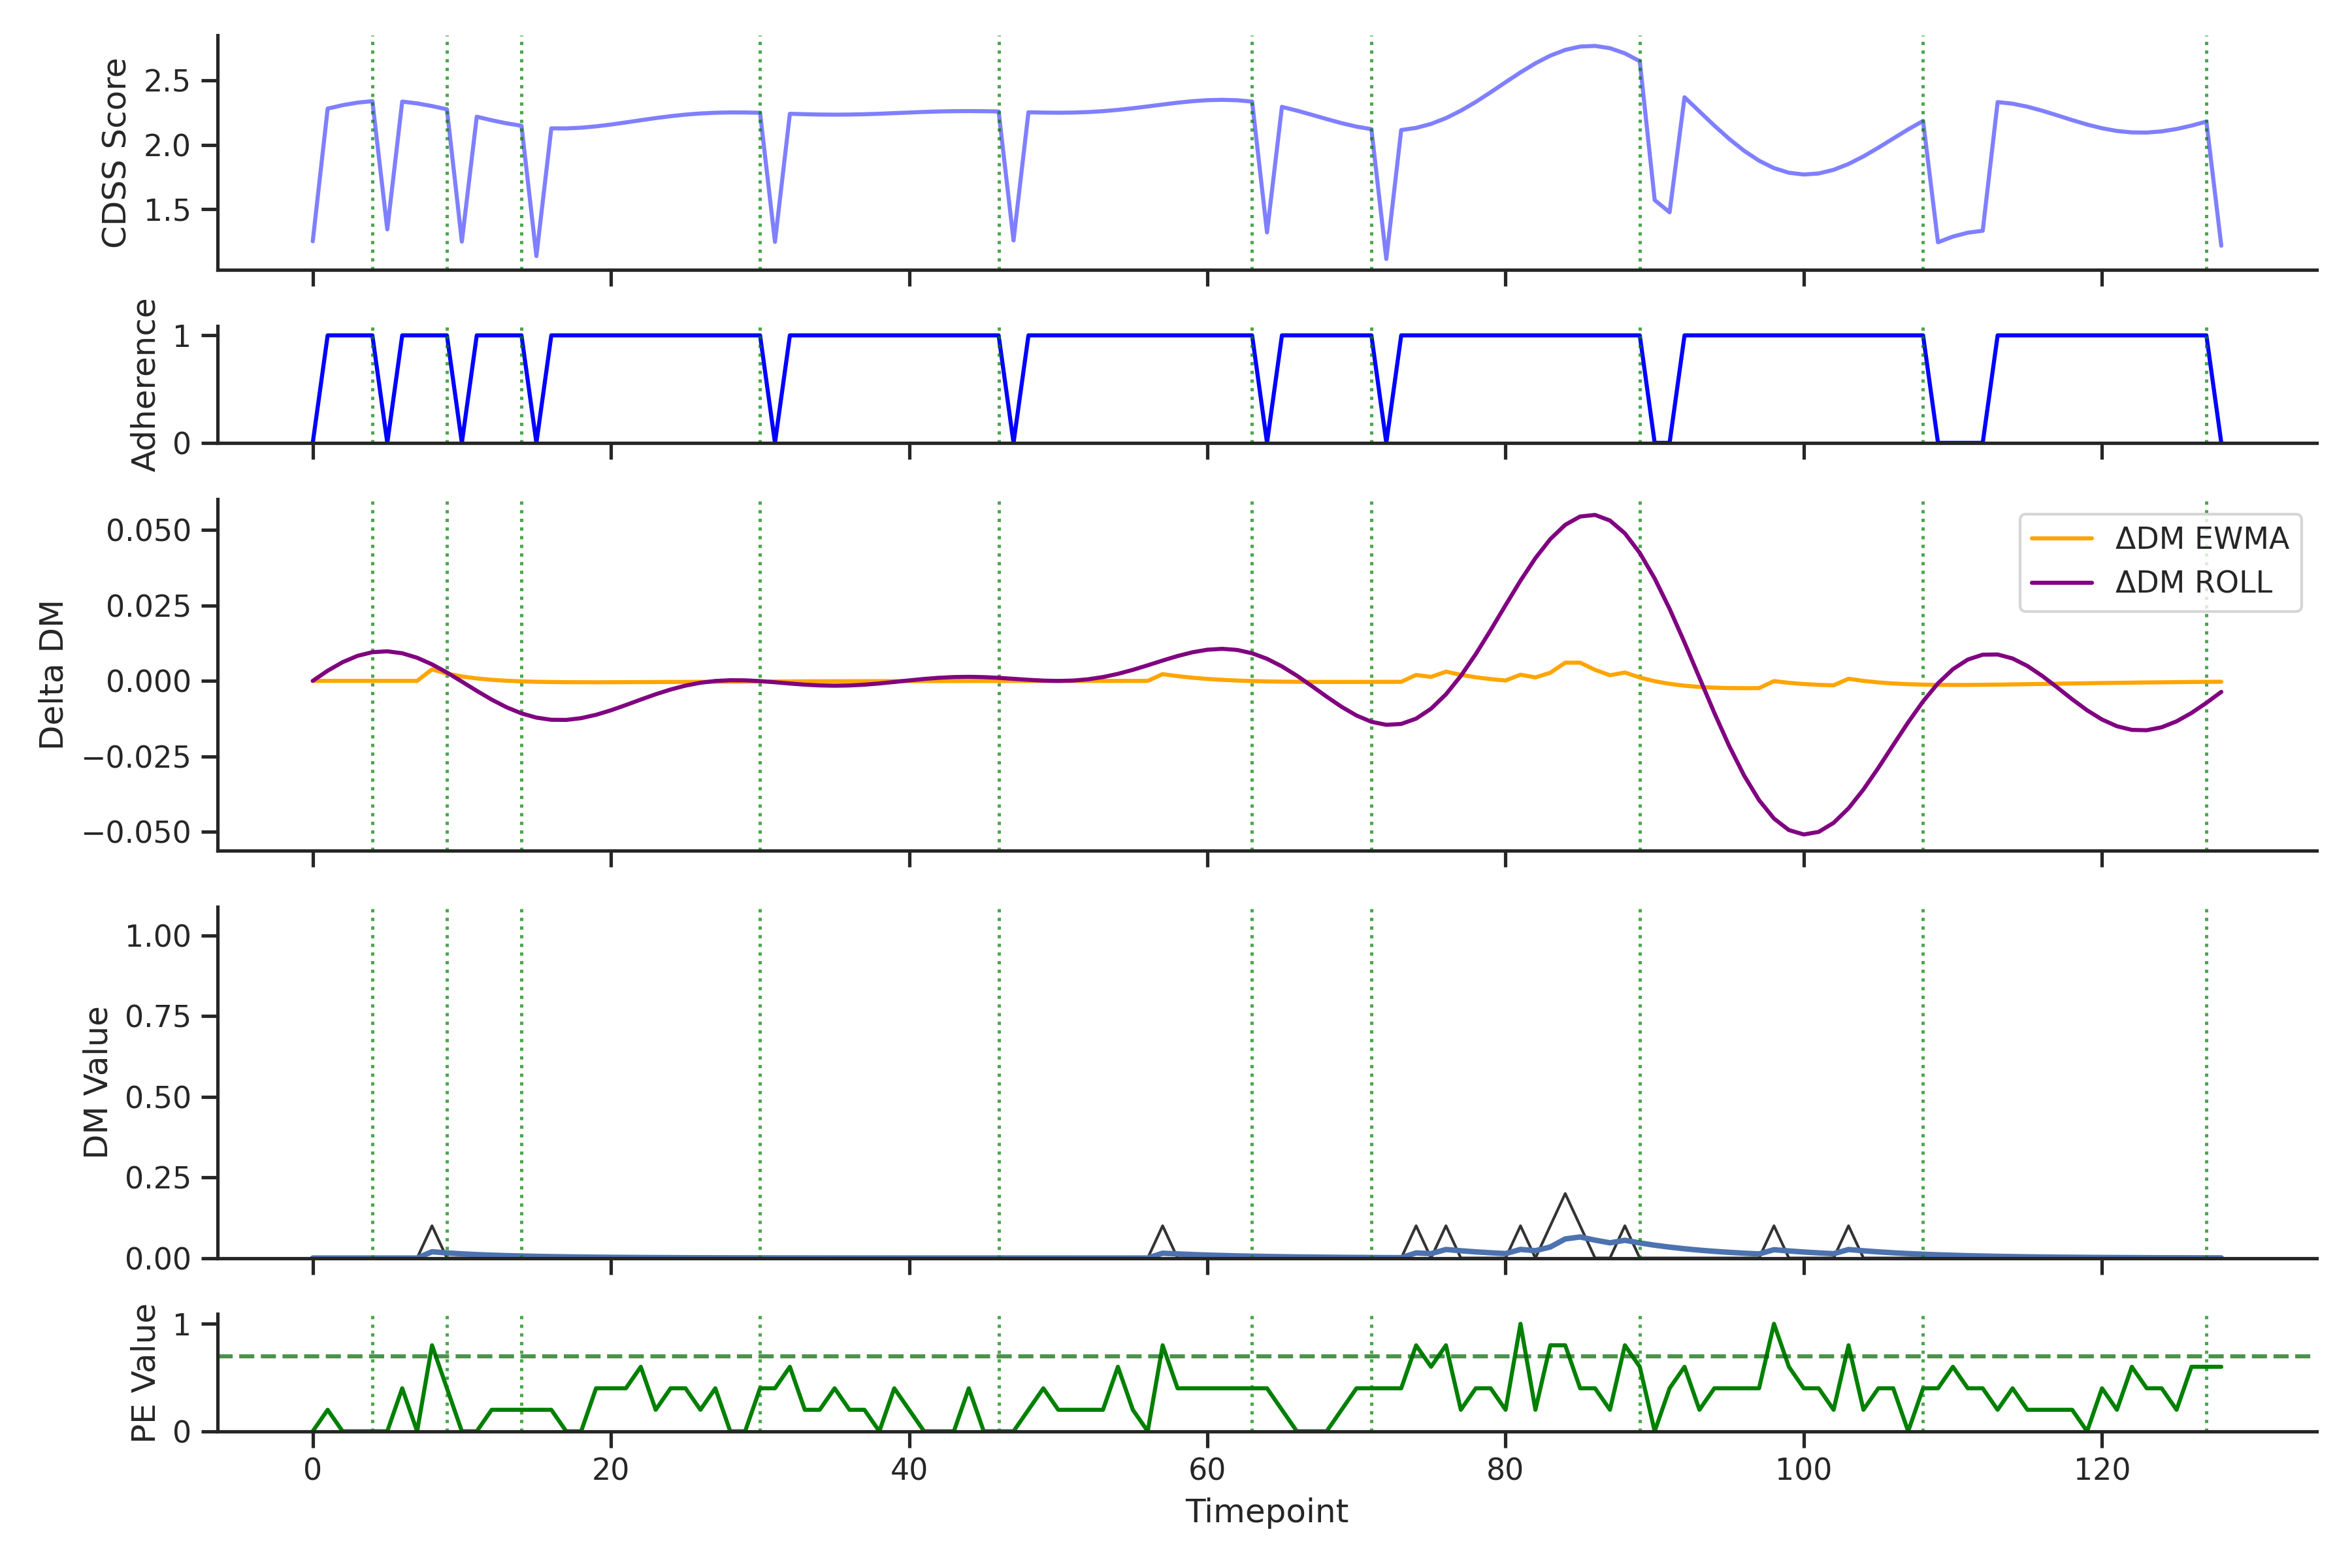 CDSS Score
2.5
2.0
1.5
Adherence
1
0
Delta DM
0.050
0.025
0.000
−0.025
−0.050
ΔDM EWMA
ΔDM ROLL
DM Value
1.00
0.75
0.50
0.25
0.00
PE Value
1
0
0 20 40 60 80 100 120
Timepoint